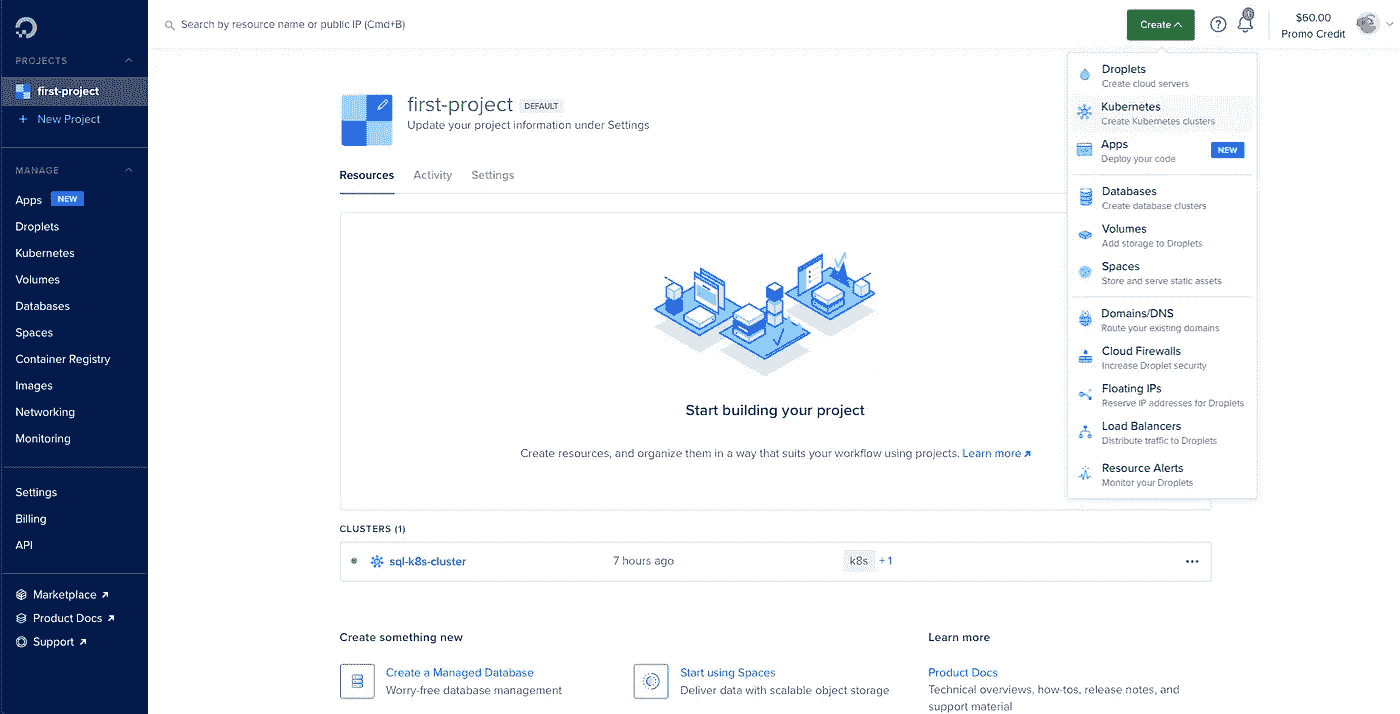 Search by resource name or public IP (Cmd+B)
Create
$60.00
Promo Credit
PROJECTS
first-project
+ New Project
MANAGE
Apps NEW
Droplets
Kubernetes
Volumes
Databases
Spaces
Container Registry
Images
Networking
Monitoring
Settings
Billing
API
Marketplace
Product Docs
Support
first-project DEFAULT
Update your project information under Settings
Resources Activity Settings
Start building your project
Create resources, and organize them in a way that suits your workflow using projects. Learn more
CLUSTERS (1)
sql-k8s-cluster 7 hours ago k8s + 1
Create something new
Create a Managed Database
Worry-free database management
Start using Spaces
Deliver data with scalable object storage
Learn more
Product Docs
Technical overviews, how-tos, release notes, and
support material
Droplets
Create cloud servers
Kubernetes
Create Kubernetes clusters
Apps NEW
Deploy your code
Databases
Create database clusters
Volumes
Add storage to Droplets
Spaces
Store and serve static assets
Domains/DNS
Route your existing domains
Cloud Firewalls
Increase Droplet security
Floating IPs
Reserve IP addresses for Droplets
Load Balancers
Distribute traffic to Droplets
Resource Alerts
Monitor your Droplets